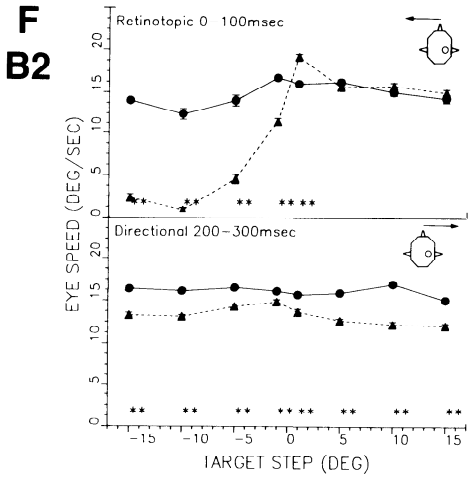 F
B2
Retinotopic 0-100msec
20
15
10
5
0
** ** ** ** **
Directional 200-300msec
20
15
10
5
0
** ** ** ** ** ** ** **
EYE SPEED (DEG/SEC)
-15 -10 -5 0 5 10 15
TARGET STEP (DEG)